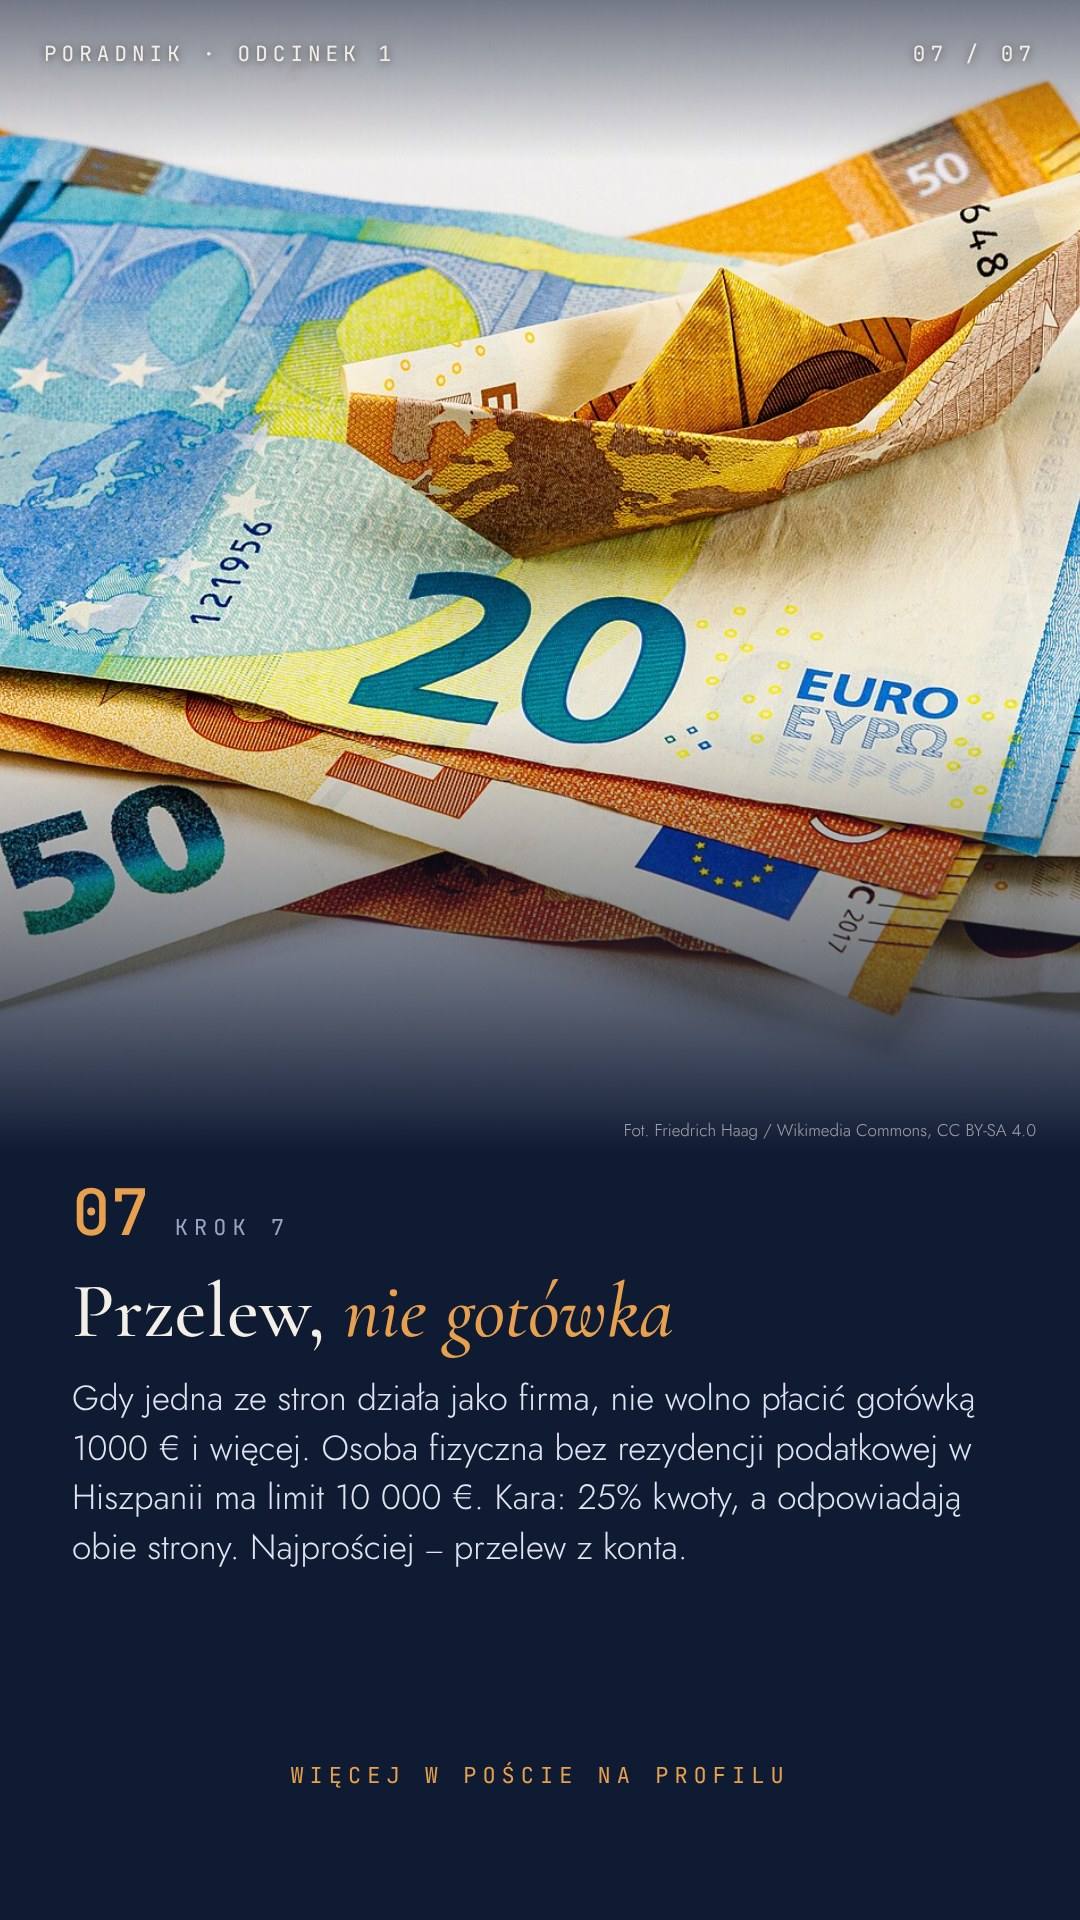 PORADNIK · ODCINEK 1
07 / 07
50
648
E
121956
20
EURO
ΕΥΡΩ
ЕВРО
50
C 2017
Fot. Friedrich Haag / Wikimedia Commons, CC BY-SA 4.0
07 KROK 7
Przelew, nie gotówka
Gdy jedna ze stron działa jako firma, nie wolno płacić gotówką
1000 € i więcej. Osoba fizyczna bez rezydencji podatkowej w
Hiszpanii ma limit 10 000 €. Kara: 25% kwoty, a odpowiadają
obie strony. Najprościej – przelew z konta.
WIĘCEJ W POŚCIE NA PROFILU